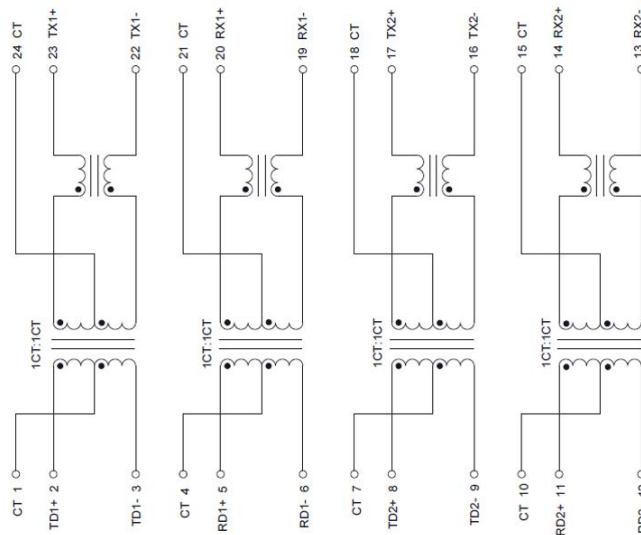 24 CT
23 TX1+
22 TX1-
21 CT
20 RX1+
19 RX1-
18 CT
17 TX2+
16 TX2-
15 CT
14 RX2+
13 RX2-
1CT:1CT
1CT:1CT
1CT:1CT
1CT:1CT
CT 1
TD1+ 2
TD1- 3
CT 4
RD1+ 5
RD1- 6
CT 7
TD2+ 8
TD2- 9
CT 10
RD2+ 11